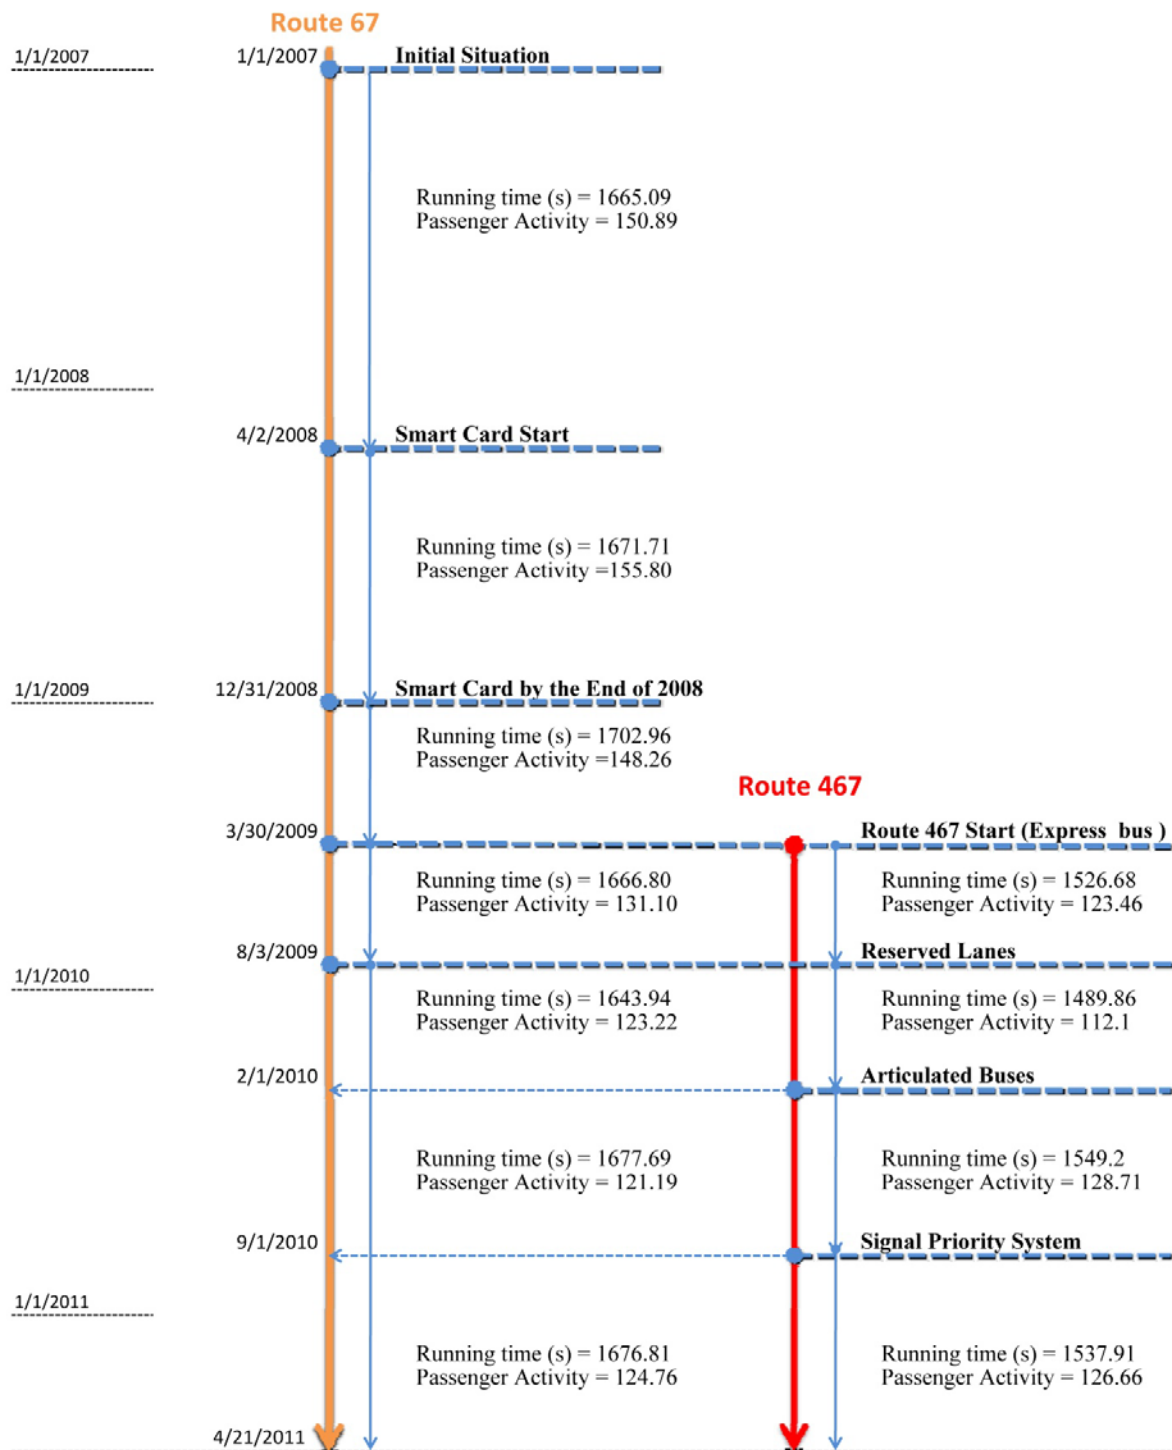 Route 67
1/1/2007
1/1/2007
Initial Situation
Running time (s) = 1665.09
Passenger Activity = 150.89
1/1/2008
4/2/2008
Smart Card Start
Running time (s) = 1671.71
Passenger Activity =155.80
1/1/2009
12/31/2008
Smart Card by the End of 2008
Running time (s) = 1702.96
Passenger Activity =148.26
Route 467
3/30/2009
Route 467 Start (Express bus )
Running time (s) = 1666.80
Passenger Activity = 131.10
Running time (s) = 1526.68
Passenger Activity = 123.46
8/3/2009
Reserved Lanes
1/1/2010
Running time (s) = 1643.94
Passenger Activity = 123.22
Running time (s) = 1489.86
Passenger Activity = 112.1
2/1/2010
Articulated Buses
Running time (s) = 1677.69
Passenger Activity = 121.19
Running time (s) = 1549.2
Passenger Activity = 128.71
9/1/2010
Signal Priority System
1/1/2011
Running time (s) = 1676.81
Passenger Activity = 124.76
Running time (s) = 1537.91
Passenger Activity = 126.66
4/21/2011